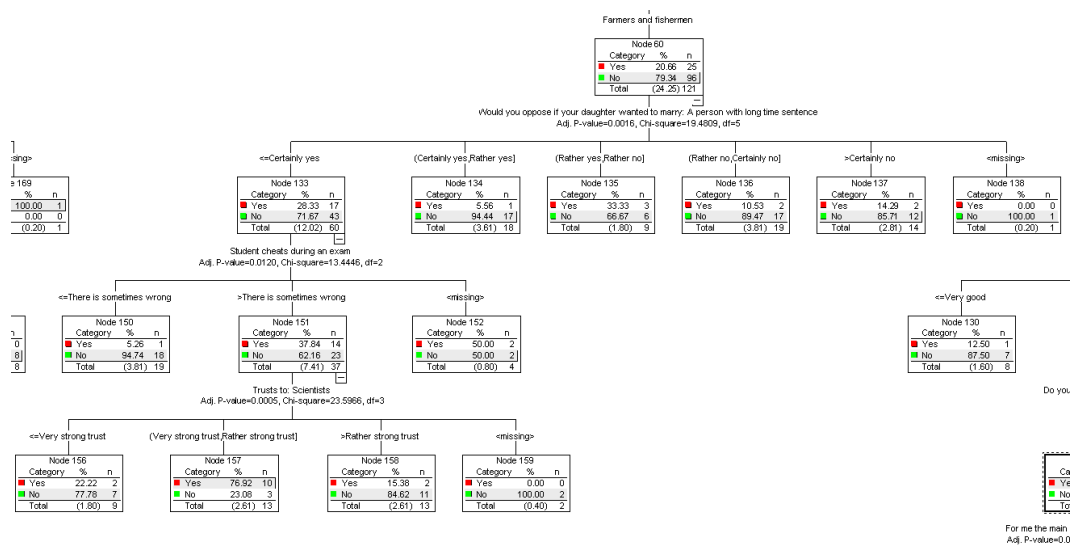 Farmers and fishermen
Node 60
Category % n
Yes 20.66 25
No 79.34 96
Total (24.25) 121
Would you oppose if your daughter wanted to marry: A person with long time sentence
Adj. P-value=0.0016, Chi-square=19.4809, df=5
sing> <=Certainly yes (Certainly yes,Rather yes] (Rather yes,Rather no] (Rather no,Certainly no] >Certainly no <missing>
169 Node 133 Node 134 Node 135 Node 136 Node 137 Node 138
% n Category % n Category % n Category % n Category % n Category % n Category % n
100.00 1 Yes 28.33 17 Yes 5.56 1 Yes 33.33 3 Yes 10.53 2 Yes 14.29 2 Yes 0.00 0
0.00 0 No 71.67 43 No 94.44 17 No 66.67 6 No 89.47 17 No 85.71 12 No 100.00 1
(0.20) 1 Total (12.02) 60 Total (3.61) 18 Total (1.80) 9 Total (3.81) 19 Total (2.81) 14 Total (0.20) 1
Student cheats during an exam
Adj. P-value=0.0120, Chi-square=13.4446, df=2
<=There is sometimes wrong >There is sometimes wrong <missing> <=Very good
Node 150 Node 151 Node 152 Node 130
n Category % n Category % n Category % n Category % n
0 Yes 5.26 1 Yes 37.84 14 Yes 50.00 2 Yes 12.50 1
8 No 94.74 18 No 62.16 23 No 50.00 2 No 87.50 7
8 Total (3.81) 19 Total (7.41) 37 Total (0.80) 4 Total (1.60) 8
Trusts to: Scientists Do you
Adj. P-value=0.0005, Chi-square=23.5966, df=3
<=Very strong trust (Very strong trust,Rather strong trust] >Rather strong trust <missing>
Node 156 Node 157 Node 158 Node 159
Category % n Category % n Category % n Category % n Ca
Yes 22.22 2 Yes 76.92 10 Yes 15.38 2 Yes 0.00 0 Ye
No 77.78 7 No 23.08 3 No 84.62 11 No 100.00 2 No
Total (1.80) 9 Total (2.61) 13 Total (2.61) 13 Total (0.40) 2 To
For me the main
Adj. P-value=0.0